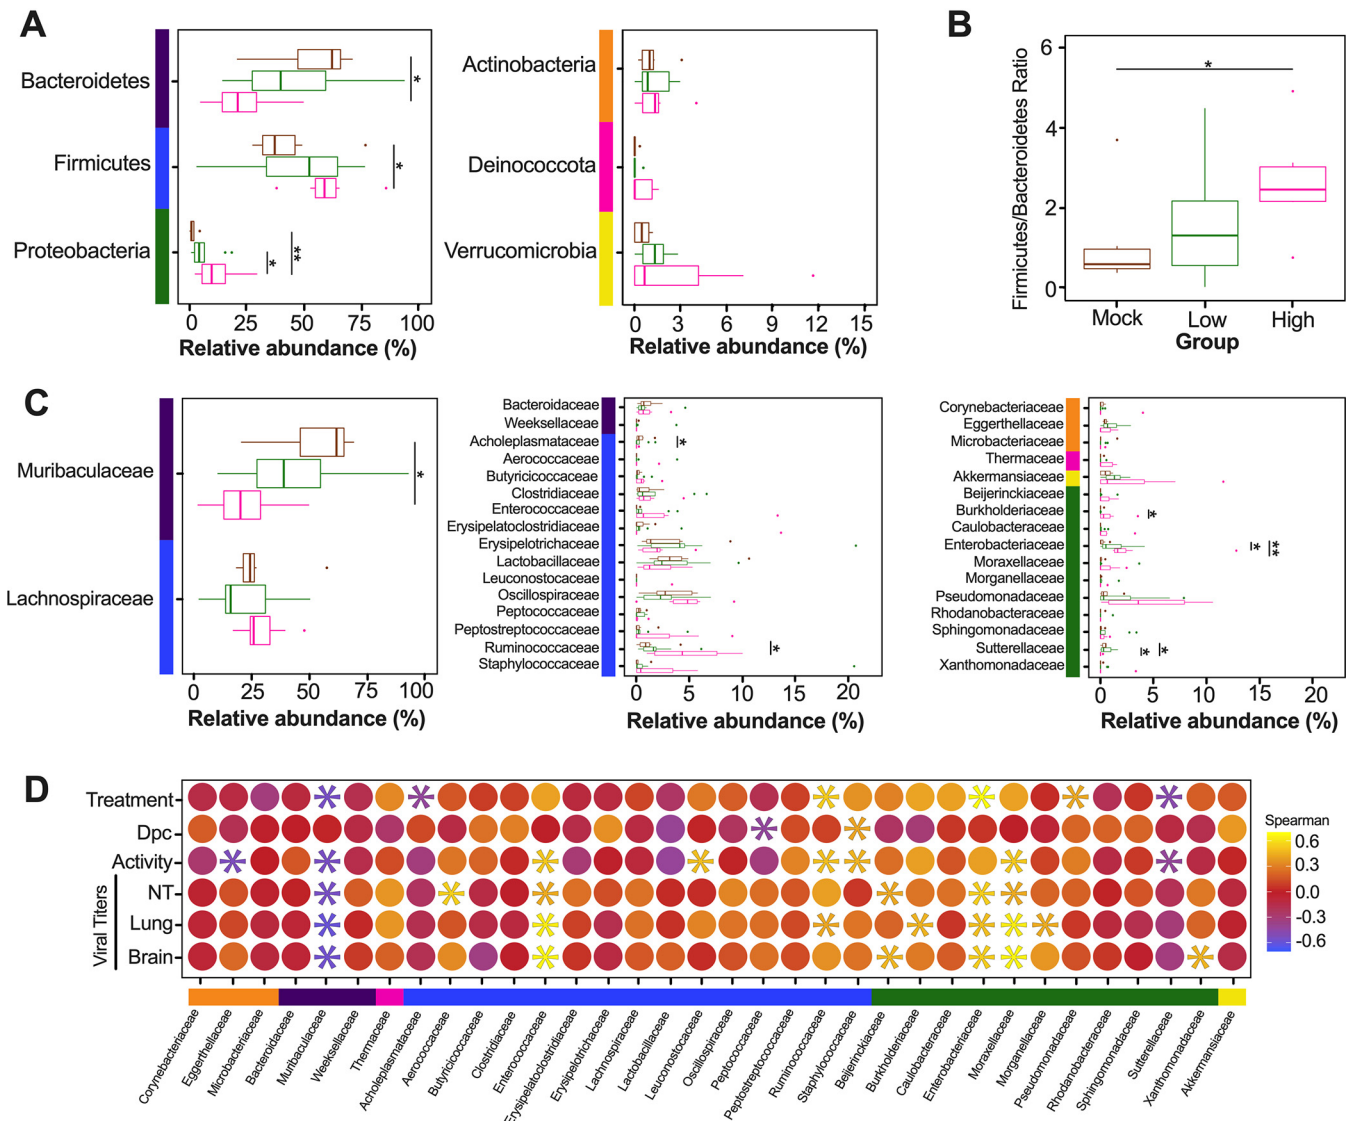 A
Bacteroidetes
Firmicutes
Proteobacteria
*
*
*
**
0 25 50 75 100
Relative abundance (%)
Actinobacteria
Deinococcota
Verrucomicrobia
0 3 6 9 12 15
Relative abundance (%)
B
Firmicutes/Bacteroidetes Ratio
6
4
2
0
*
Mock Low High
Group
C
Muribaculaceae
Lachnospiraceae
*
0 25 50 75 100
Relative abundance (%)
Bacteroidaceae
Weeksellaceae
Acholeplasmataceae *
Aerococcaceae
Butyricicoccaceae
Clostridiaceae
Enterococcaceae
Erysipelatoclostridiaceae
Erysipelotrichaceae
Lactobacillaceae
Leuconostocaceae
Oscillospiraceae
Peptococcaceae
Peptostreptococcaceae
Ruminococcaceae *
Staphylococcaceae
0 5 10 15 20
Relative abundance (%)
Corynebacteriaceae
Eggerthellaceae
Microbacteriaceae
Thermaceae
Akkermansiaceae
Beijerinckiaceae
Burkholderiaceae *
Caulobacteraceae
Enterobacteriaceae * **
Moraxellaceae
Morganellaceae
Pseudomonadaceae
Rhodanobacteraceae
Sphingomonadaceae
Sutterellaceae * *
Xanthomonadaceae
0 5 10 15 20
Relative abundance (%)
D
Treatment
Dpc
Activity
NT
Lung
Brain
Viral Titers
Spearman
0.6
0.3
0.0
-0.3
-0.6
Corynebacteriaceae
Eggerthellaceae
Microbacteriaceae
Bacteroidaceae
Muribaculaceae
Weeksellaceae
Thermaceae
Acholeplasmataceae
Aerococcaceae
Butyricicoccaceae
Clostridiaceae
Enterococcaceae
Erysipelatoclostridiaceae
Erysipelotrichaceae
Lachnospiraceae
Lactobacillaceae
Leuconostocaceae
Oscillospiraceae
Peptococcaceae
Peptostreptococcaceae
Ruminococcaceae
Staphylococcaceae
Beijerinckiaceae
Burkholderiaceae
Caulobacteraceae
Enterobacteriaceae
Moraxellaceae
Morganellaceae
Pseudomonadaceae
Rhodanobacteraceae
Sphingomonadaceae
Sutterellaceae
Xanthomonadaceae
Akkermansiaceae